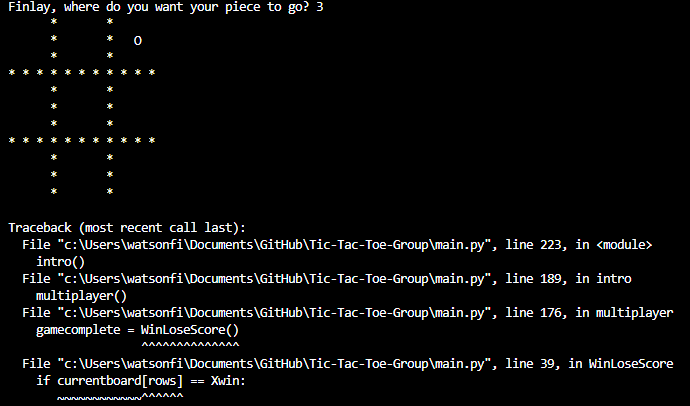 Finlay, where do you want your piece to go? 3
* *
* * O
* *
* * * * * * * * * * *
* *
* *
* *
* * * * * * * * * * *
* *
* *
* *
Traceback (most recent call last):
File "c:\Users\watsonfi\Documents\GitHub\Tic-Tac-Toe-Group\main.py", line 223, in <module>
intro()
File "c:\Users\watsonfi\Documents\GitHub\Tic-Tac-Toe-Group\main.py", line 189, in intro
multiplayer()
File "c:\Users\watsonfi\Documents\GitHub\Tic-Tac-Toe-Group\main.py", line 176, in multiplayer
gamecomplete = WinLoseScore()
^^^^^^^^^^^^^^
File "c:\Users\watsonfi\Documents\GitHub\Tic-Tac-Toe-Group\main.py", line 39, in WinLoseScore
if currentboard[rows] == Xwin:
~~~~~~~~~~~~^^^^^^